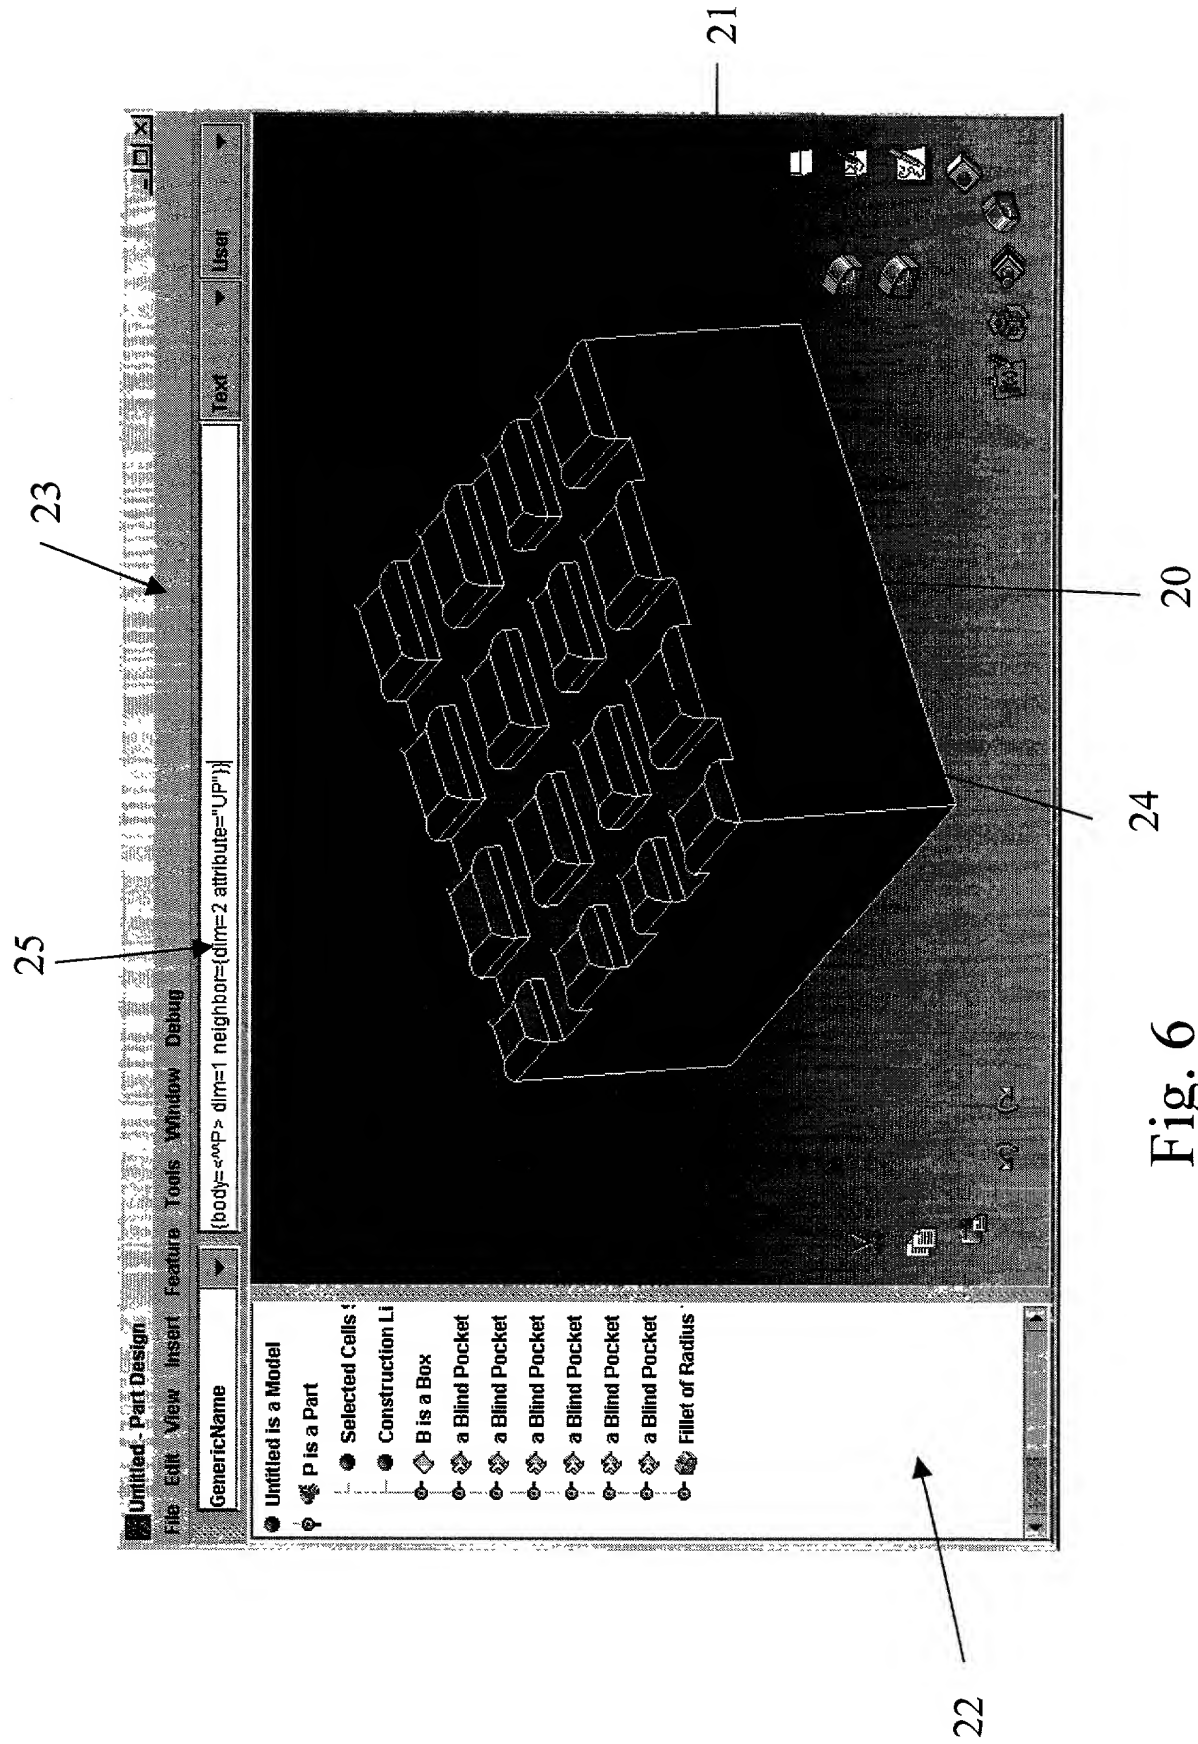 23
25
21
Untitled - Part Design
File Edit View Insert Feature Tools Window Debug
GenericName
{body=<^^P> dim=1 neighbor={dim=2 attribute="UP"}}
Text
User
Untitled is a Model
P is a Part
Selected Cells
Construction Li
B is a Box
a Blind Pocket
a Blind Pocket
a Blind Pocket
a Blind Pocket
a Blind Pocket
a Blind Pocket
Fillet of Radius
22
24
20
Fig. 6